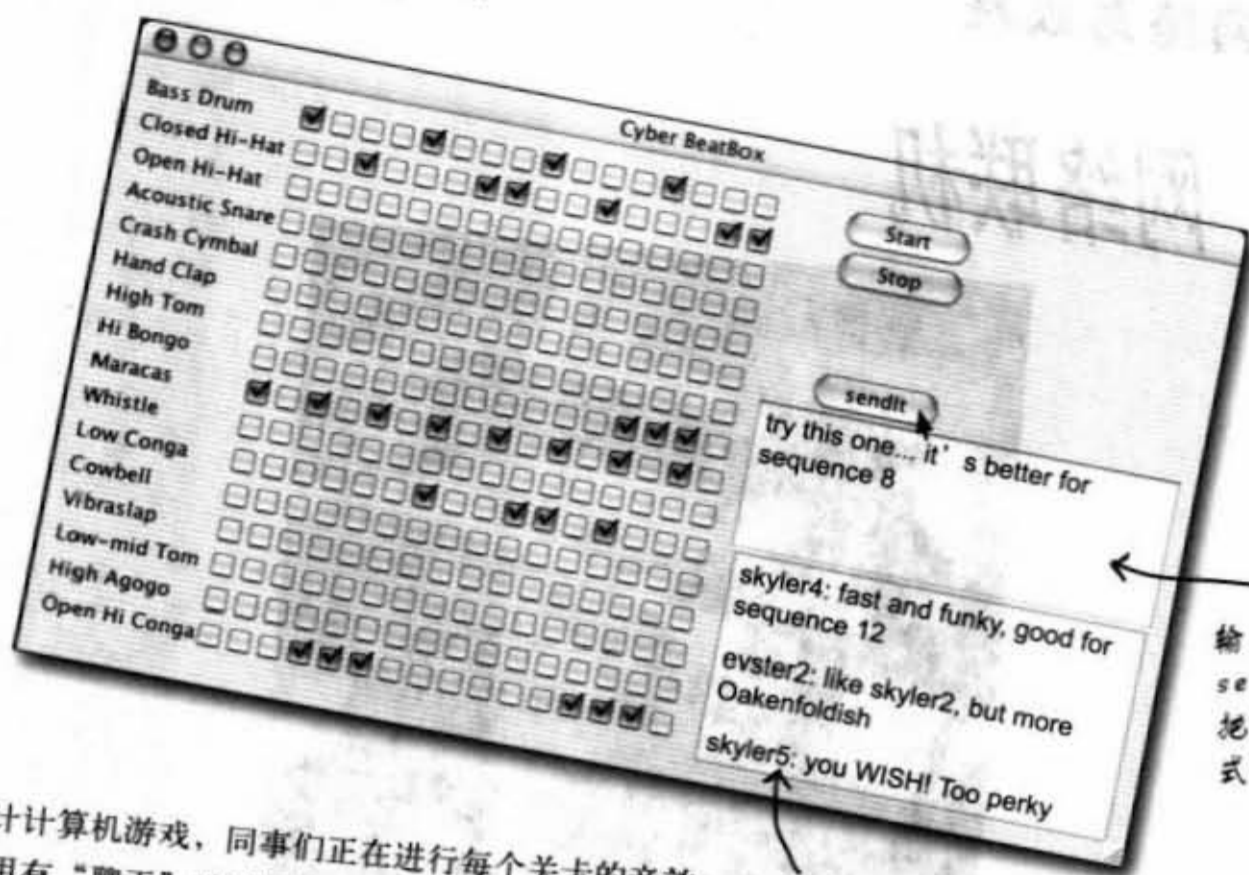 Cyber BeatBox
Bass Drum
Closed Hi-Hat
Open Hi-Hat
Acoustic Snare
Crash Cymbal
Hand Clap
High Tom
Hi Bongo
Maracas
Whistle
Low Conga
Cowbell
Vibraslap
Low-mid Tom
High Agogo
Open Hi Conga
Start
Stop
sendIt
try this one... it’ s better for
sequence 8
skyler4: fast and funky, good for
sequence 12
evster2: like skyler2, but more
Oakenfoldish
skyler5: you WISH! Too perky
输
se
把
式
计计算机游戏，同事们正在进行每个关卡的音效